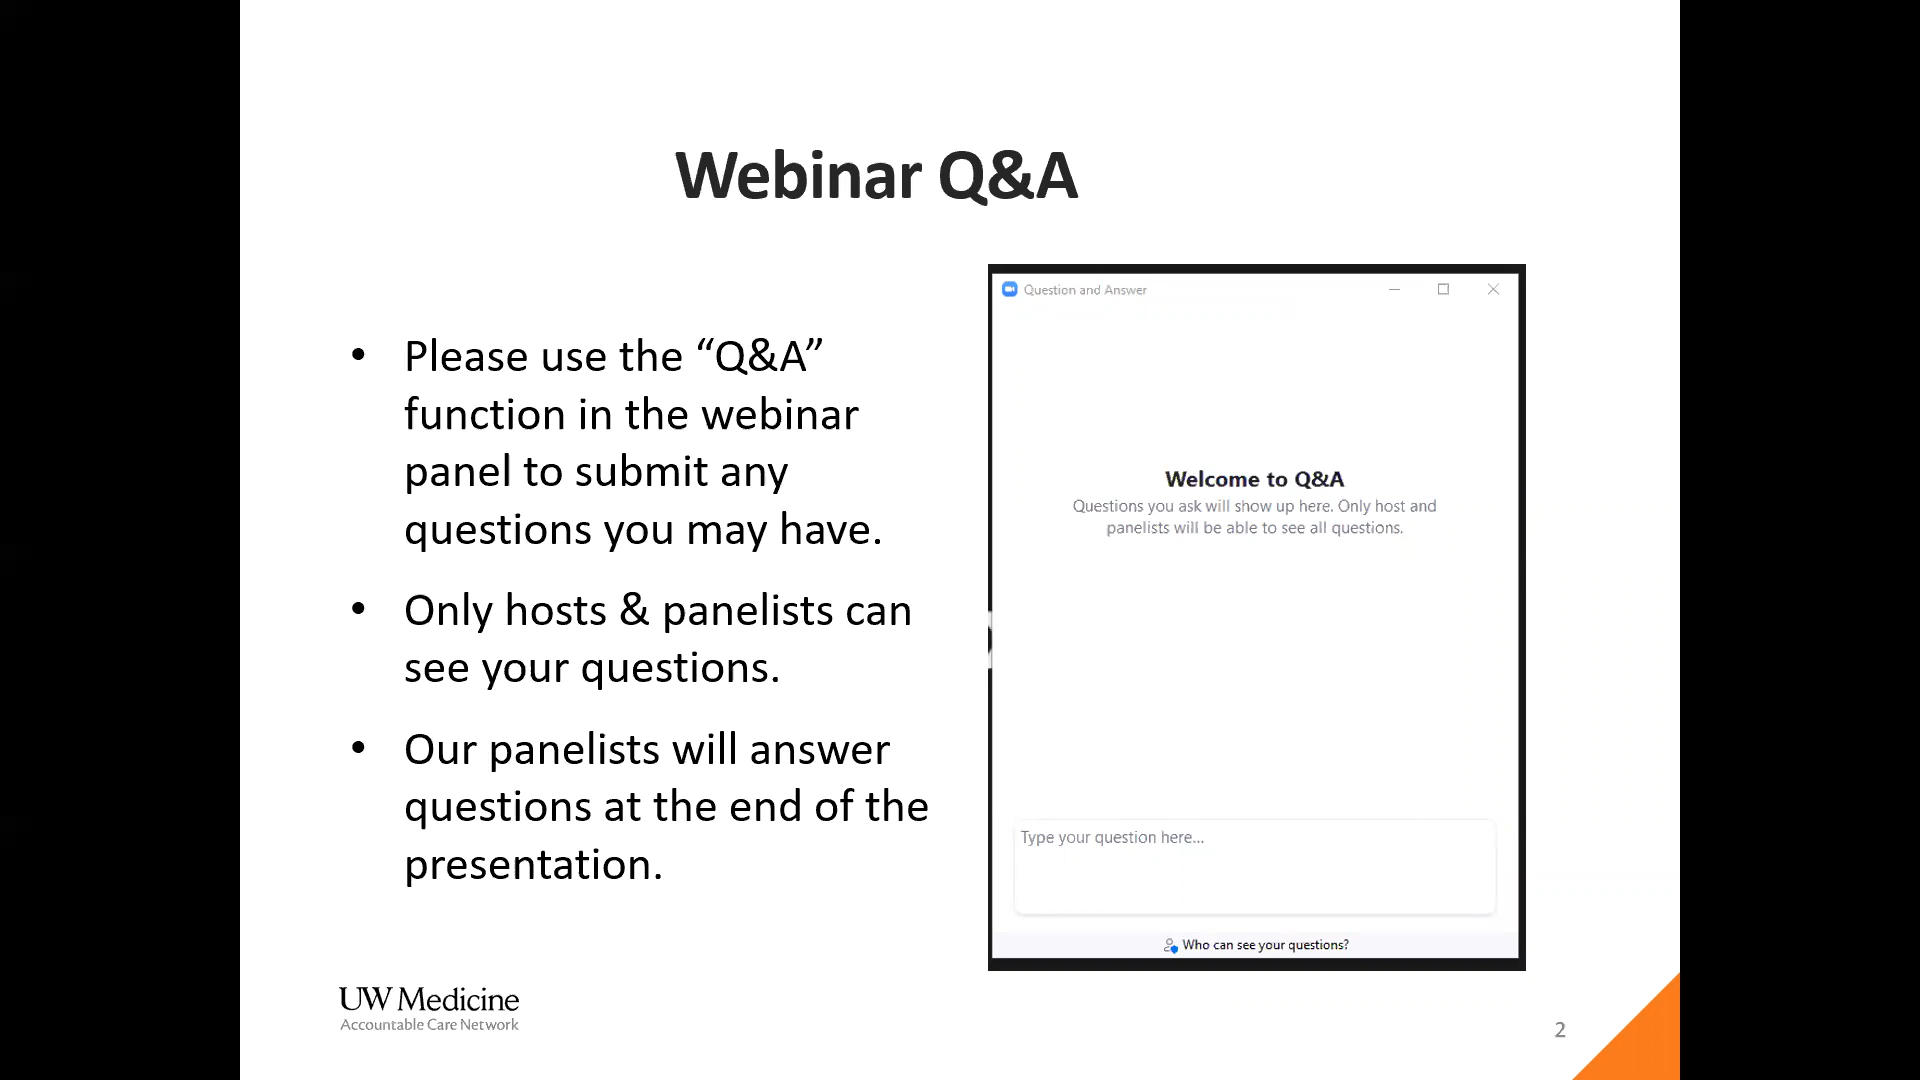 Webinar Q&A
• Please use the “Q&A”
function in the webinar
panel to submit any
questions you may have.
• Only hosts & panelists can
see your questions.
• Our panelists will answer
questions at the end of the
presentation.
Question and Answer
Welcome to Q&A
Questions you ask will show up here. Only host and
panelists will be able to see all questions.
Type your question here...
Who can see your questions?
UW Medicine
Accountable Care Network
2